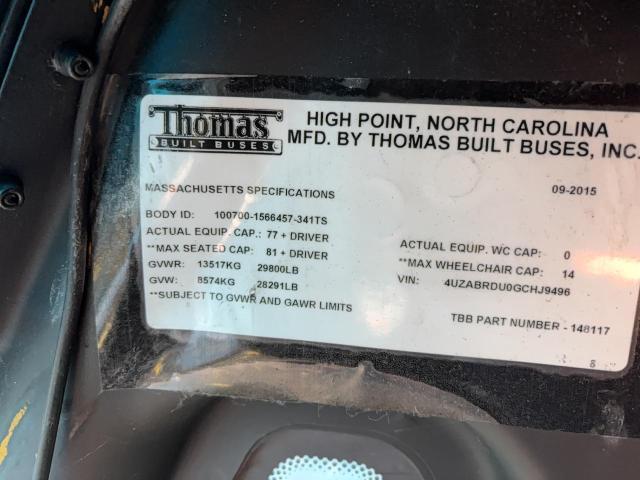 Thomas
BUILT BUSES
HIGH POINT, NORTH CAROLINA
MFD. BY THOMAS BUILT BUSES, INC.
MASSACHUSETTS SPECIFICATIONS 09-2015
BODY ID: 100700-1566457-341TS
ACTUAL EQUIP. CAP.: 77 + DRIVER ACTUAL EQUIP. WC CAP: 0
**MAX SEATED CAP: 81 + DRIVER **MAX WHEELCHAIR CAP: 14
GVWR: 13517KG 29800LB VIN: 4UZABRDU0GCHJ9496
GVW: 8574KG 28291LB
**SUBJECT TO GVWR AND GAWR LIMITS
TBB PART NUMBER - 148117